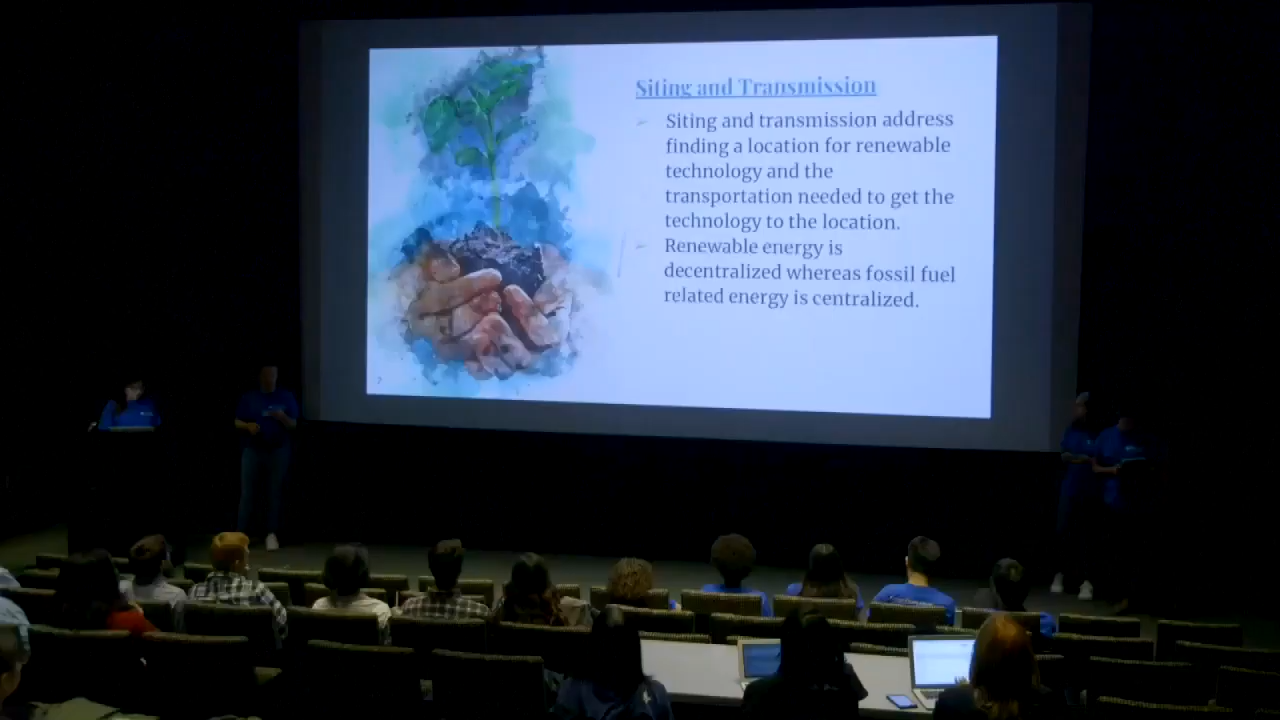 Siting and Transmission
Siting and transmission address
finding a location for renewable
technology and the
transportation needed to get the
technology to the location.
Renewable energy is
decentralized whereas fossil fuel
related energy is centralized.